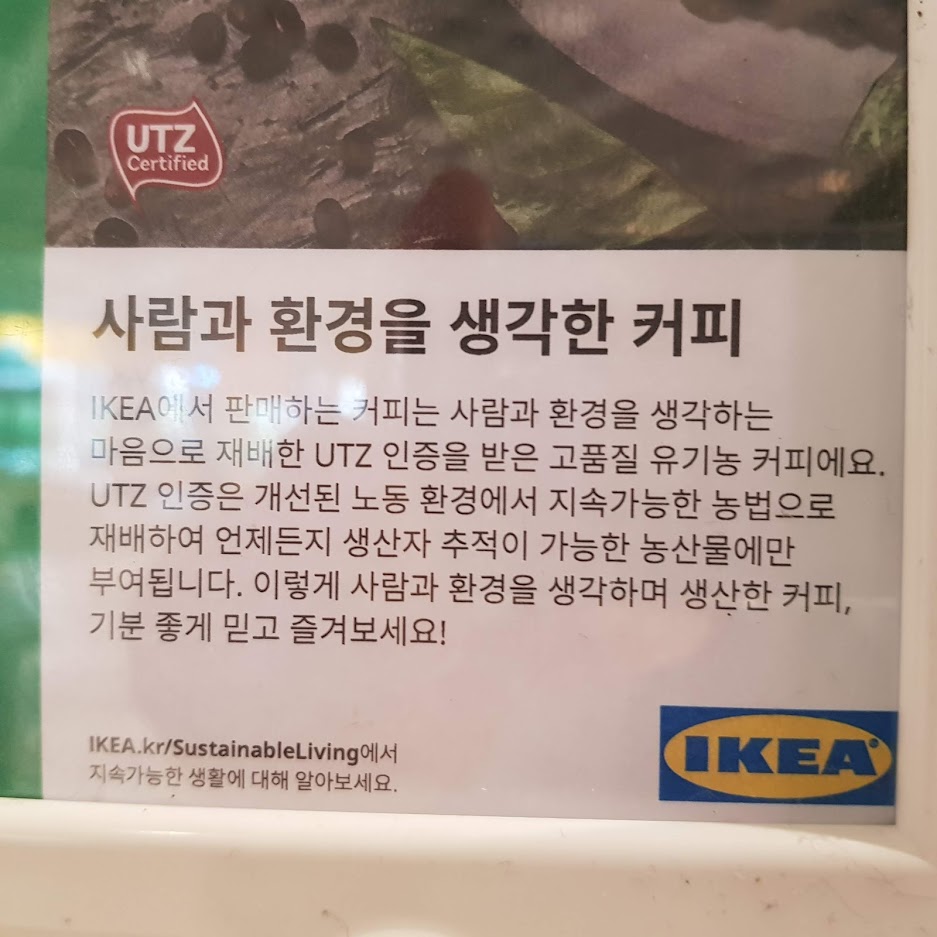 UTZ
Certified
사람과 환경을 생각한 커피
IKEA에서 판매하는 커피는 사람과 환경을 생각하는
마음으로 재배한 UTZ 인증을 받은 고품질 유기농 커피에요.
UTZ 인증은 개선된 노동 환경에서 지속가능한 농법으로
재배하여 언제든지 생산자 추적이 가능한 농산물에만
부여됩니다. 이렇게 사람과 환경을 생각하며 생산한 커피,
기분 좋게 믿고 즐겨보세요!
IKEA.kr/SustainableLiving에서
지속가능한 생활에 대해 알아보세요.
IKEA®